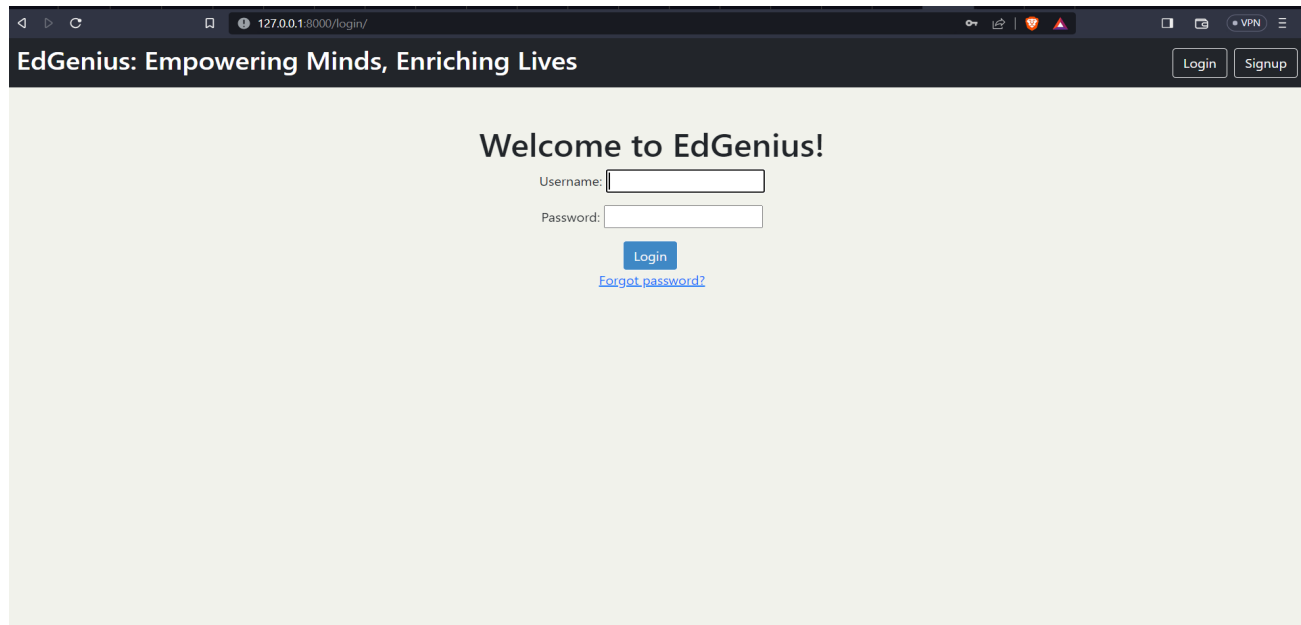 127.0.0.1:8000/login/
VPN
EdGenius: Empowering Minds, Enriching Lives
Login
Signup
Welcome to EdGenius!
Username:
Password:
Login
Forgot password?